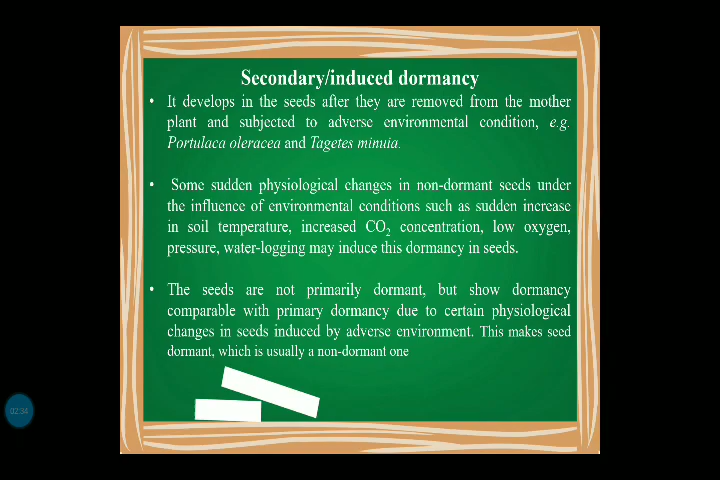 Secondary/induced dormancy
• It develops in the seeds after they are removed from the mother
plant and subjected to adverse environmental condition, e.g.
Portulaca oleracea and Tagetes minuia.
• Some sudden physiological changes in non-dormant seeds under
the influence of environmental conditions such as sudden increase
in soil temperature, increased CO₂ concentration, low oxygen,
pressure, water-logging may induce this dormancy in seeds.
• The seeds are not primarily dormant, but show dormancy
comparable with primary dormancy due to certain physiological
changes in seeds induced by adverse environment. This makes seed
dormant, which is usually a non-dormant one
02:34